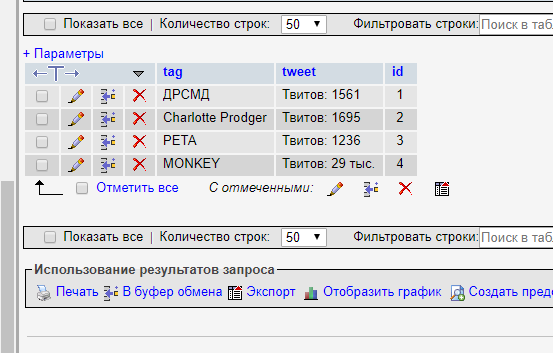 Показать все | Количество строк: 50 Фильтровать строки: Поиск в таб
+ Параметры
←T→ tag tweet id
ДРСМД Твитов: 1561 1
Charlotte Prodger Твитов: 1695 2
PETA Твитов: 1236 3
MONKEY Твитов: 29 тыс. 4
Отметить все С отмеченными:
Показать все | Количество строк: 50 Фильтровать строки: Поиск в таб
Использование результатов запроса
Печать В буфер обмена Экспорт Отобразить график Создать предс